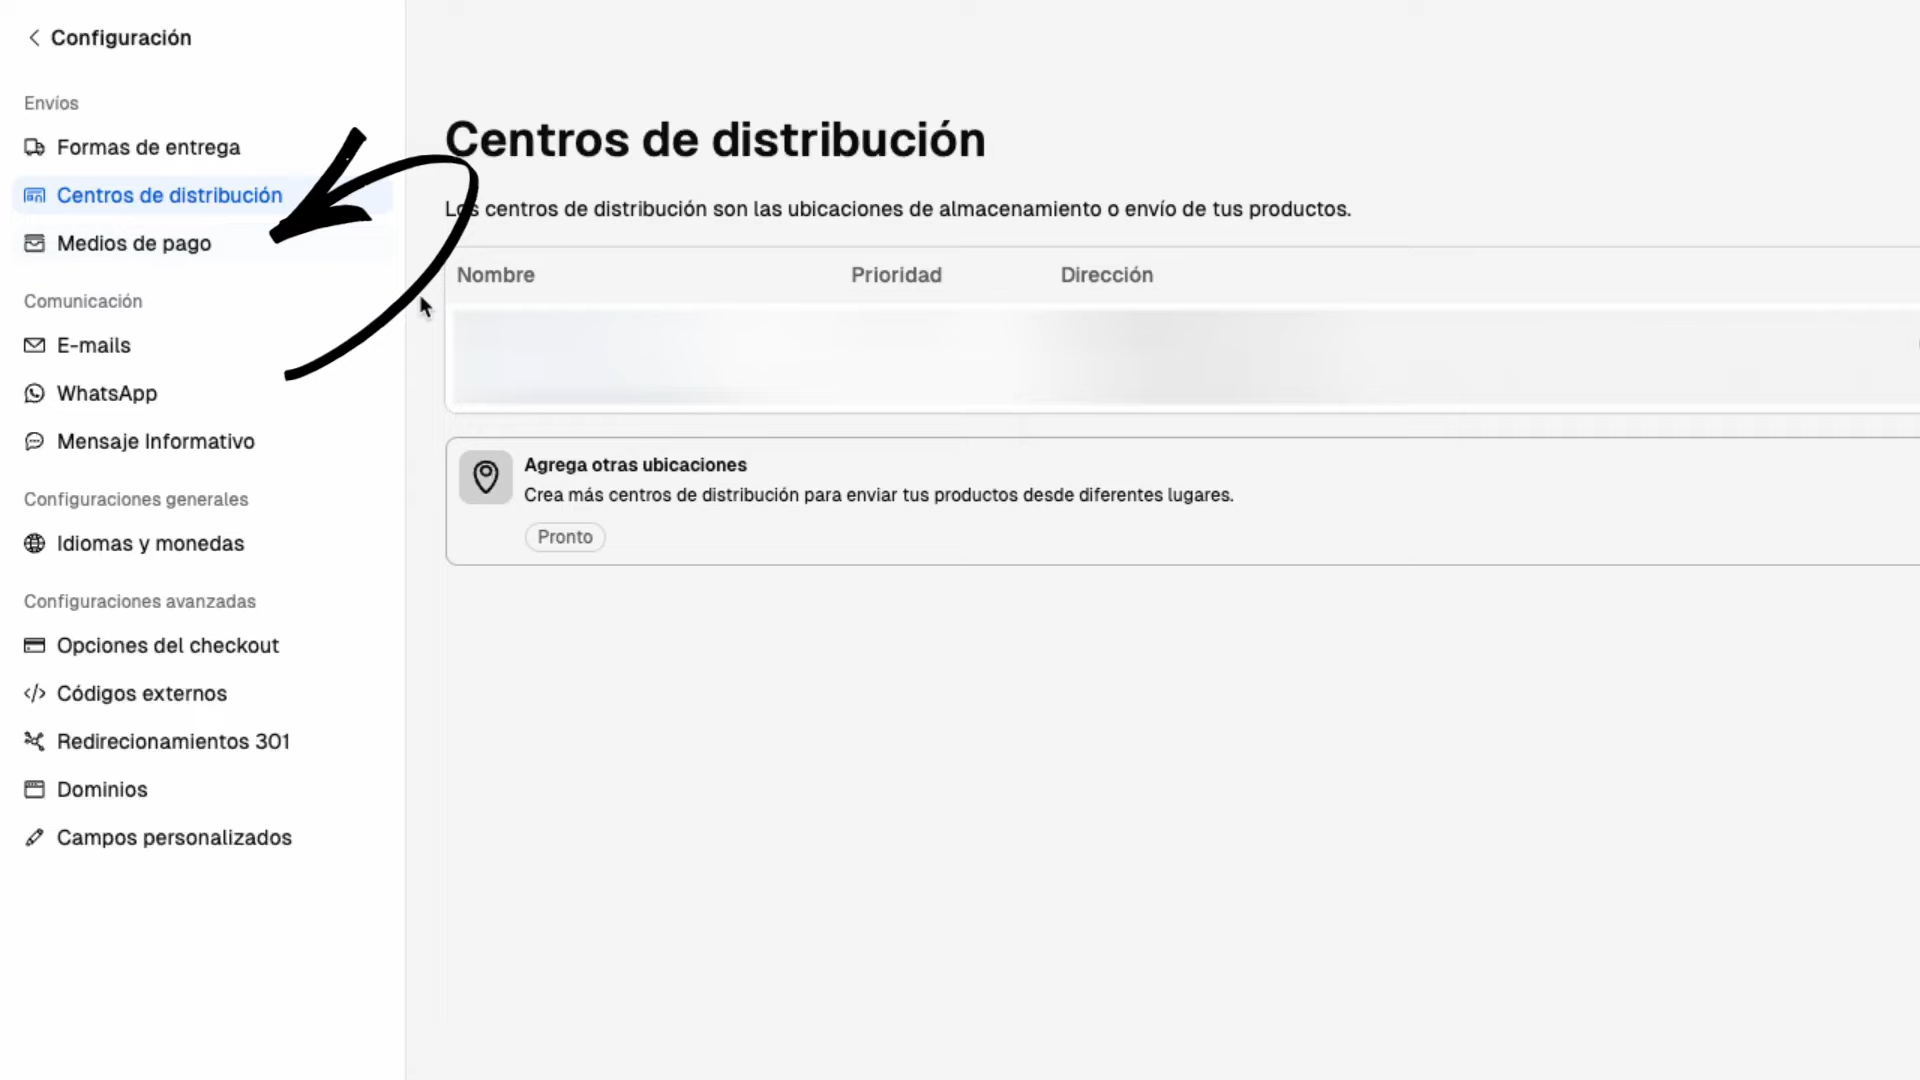 Configuración
Envíos
Formas de entrega
Centros de distribución
Medios de pago
Comunicación
E-mails
WhatsApp
Mensaje Informativo
Configuraciones generales
Idiomas y monedas
Configuraciones avanzadas
Opciones del checkout
Códigos externos
Redirecionamientos 301
Dominios
Campos personalizados
Centros de distribución
Los centros de distribución son las ubicaciones de almacenamiento o envío de tus productos.
Nombre Prioridad Dirección
Agrega otras ubicaciones
Crea más centros de distribución para enviar tus productos desde diferentes lugares.
Pronto